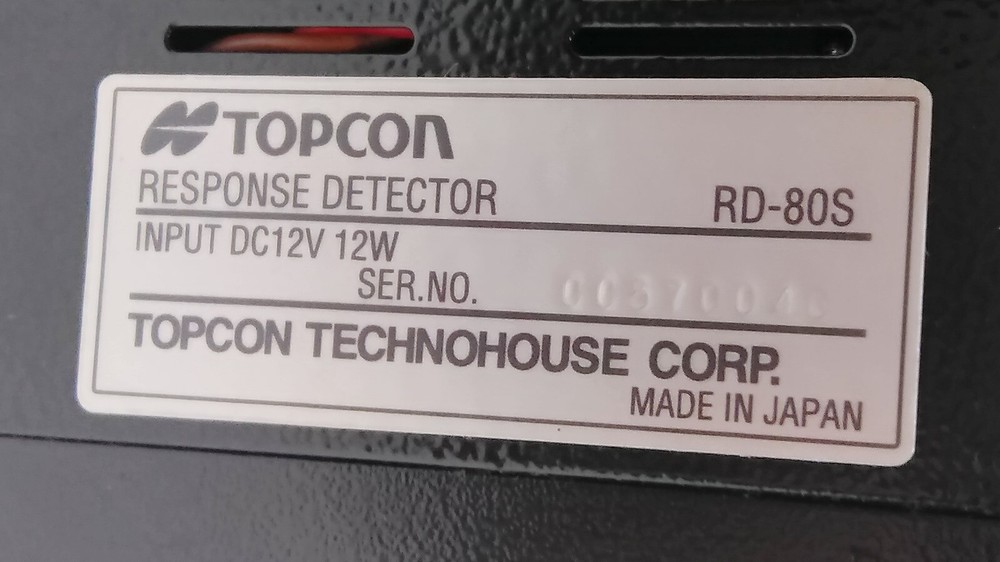 TOPCON
RESPONSE DETECTOR RD-80S
INPUT DC12V 12W
SER.NO.
TOPCON TECHNOHOUSE CORP.
MADE IN JAPAN